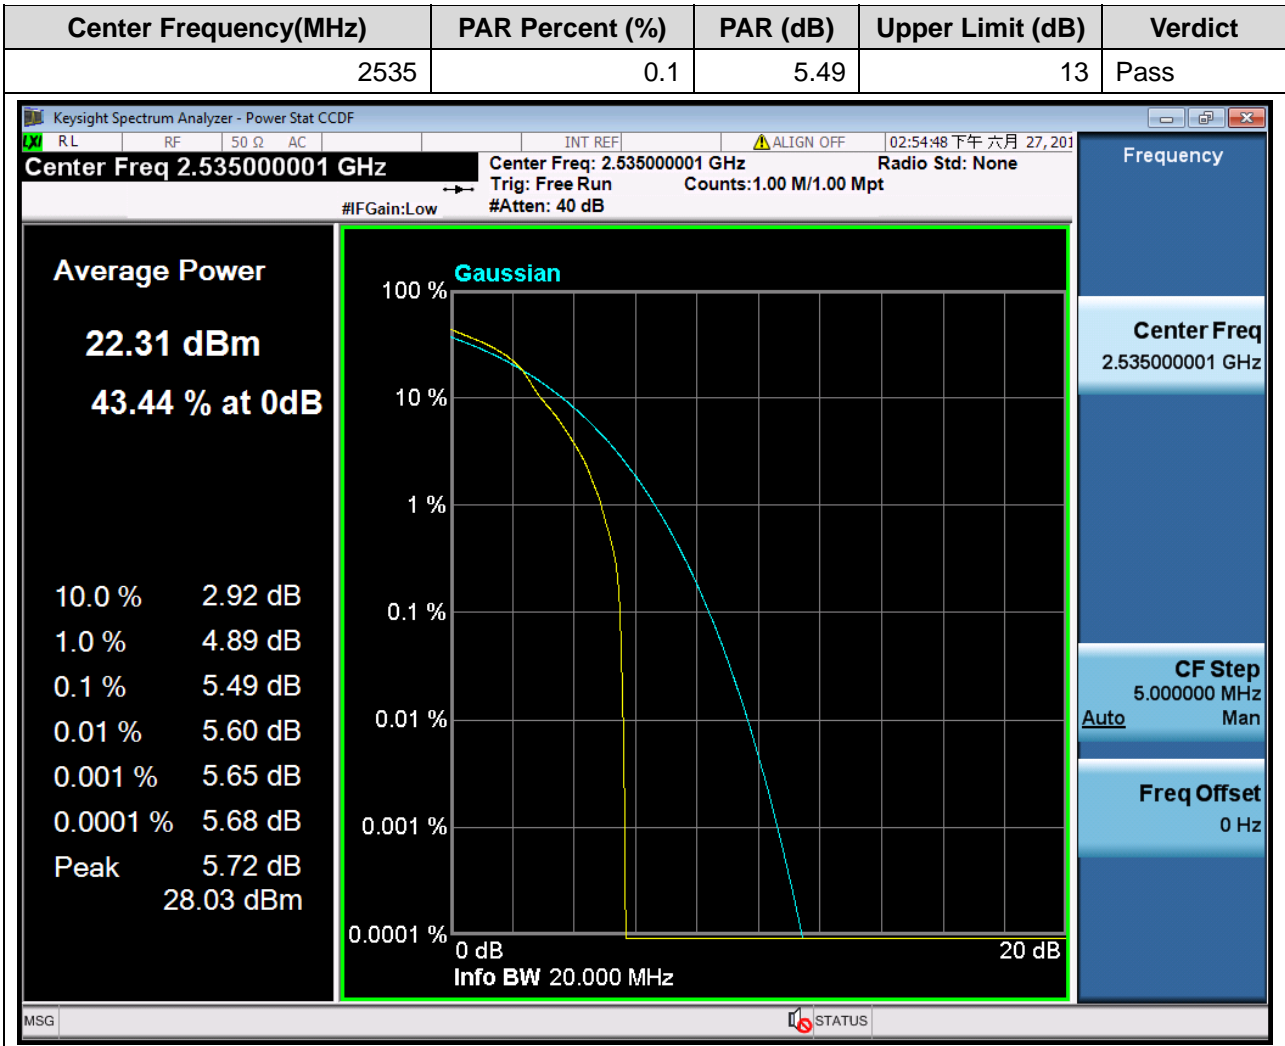 Center Frequency(MHz) PAR Percent (%) PAR (dB) Upper Limit (dB) Verdict
2535 0.1 5.49 13 Pass
Keysight Spectrum Analyzer - Power Stat CCDF
LXI RL RF 50 Ω AC INT REF ALIGN OFF 02:54:48 下午 六月 27, 201
Center Freq 2.535000001 GHz
#IFGain:Low
Center Freq: 2.535000001 GHz
Trig: Free Run Counts:1.00 M/1.00 Mpt
#Atten: 40 dB
Radio Std: None
Average Power
22.31 dBm
43.44 % at 0dB
10.0 % 2.92 dB
1.0 % 4.89 dB
0.1 % 5.49 dB
0.01 % 5.60 dB
0.001 % 5.65 dB
0.0001 % 5.68 dB
Peak 5.72 dB
28.03 dBm
Gaussian
100 %
10 %
1 %
0.1 %
0.01 %
0.001 %
0.0001 %
0 dB 20 dB
Info BW 20.000 MHz
Frequency
Center Freq
2.535000001 GHz
CF Step
5.000000 MHz
Auto Man
Freq Offset
0 Hz
MSG STATUS